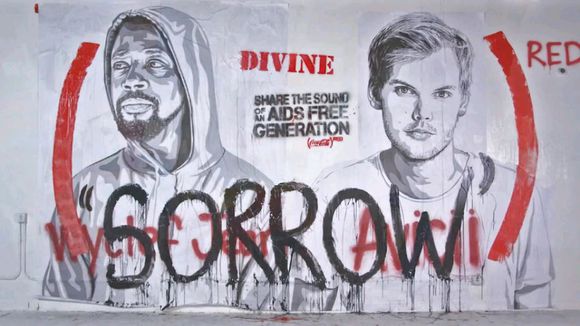 DIVINE
RED
SHARE THE SOUND
OF AN AIDS FREE
GENERATION
(Coca-Cola)RED
"SORROW"
Wyclef Jean Avicii